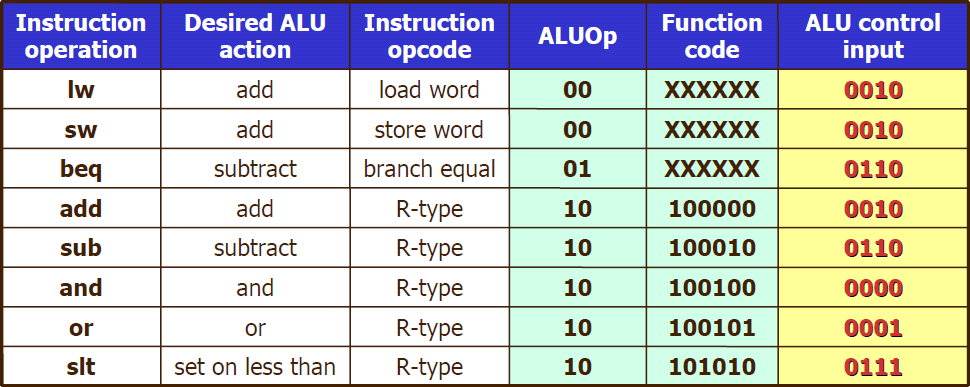 Instruction operation Desired ALU action Instruction opcode ALUOp Function code ALU control input
lw add load word 00 XXXXXX 0010
sw add store word 00 XXXXXX 0010
beq subtract branch equal 01 XXXXXX 0110
add add R-type 10 100000 0010
sub subtract R-type 10 100010 0110
and and R-type 10 100100 0000
or or R-type 10 100101 0001
slt set on less than R-type 10 101010 0111